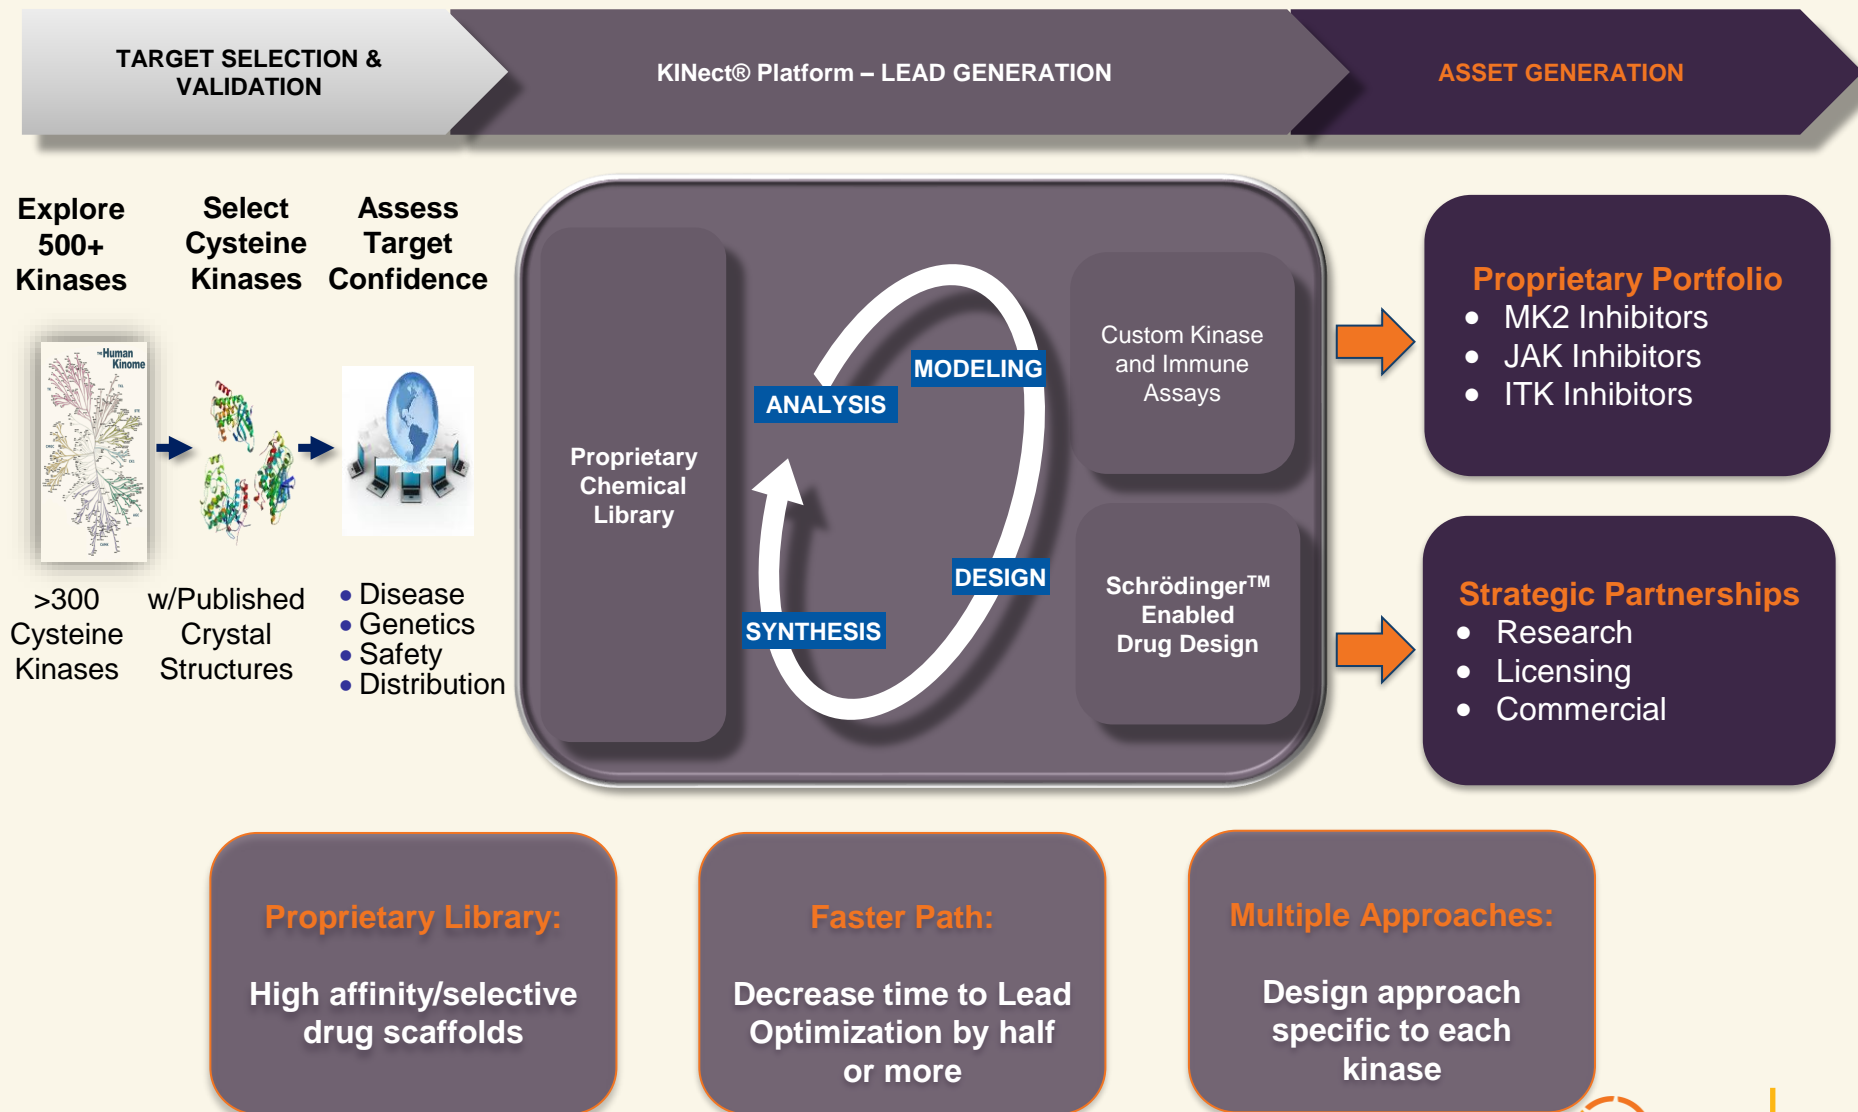 TARGET SELECTION &
VALIDATION
KINect® Platform – LEAD GENERATION
ASSET GENERATION
Explore
500+
Kinases
Select
Cysteine
Kinases
Assess
Target
Confidence
The Human
Kinome
>300
Cysteine
Kinases
w/Published
Crystal
Structures
• Disease
• Genetics
• Safety
• Distribution
Proprietary
Chemical
Library
ANALYSIS
MODELING
DESIGN
SYNTHESIS
Custom Kinase
and Immune
Assays
Schrödinger™
Enabled
Drug Design
Proprietary Portfolio
• MK2 Inhibitors
• JAK Inhibitors
• ITK Inhibitors
Strategic Partnerships
• Research
• Licensing
• Commercial
Proprietary Library:
High affinity/selective
drug scaffolds
Faster Path:
Decrease time to Lead
Optimization by half
or more
Multiple Approaches:
Design approach
specific to each
kinase